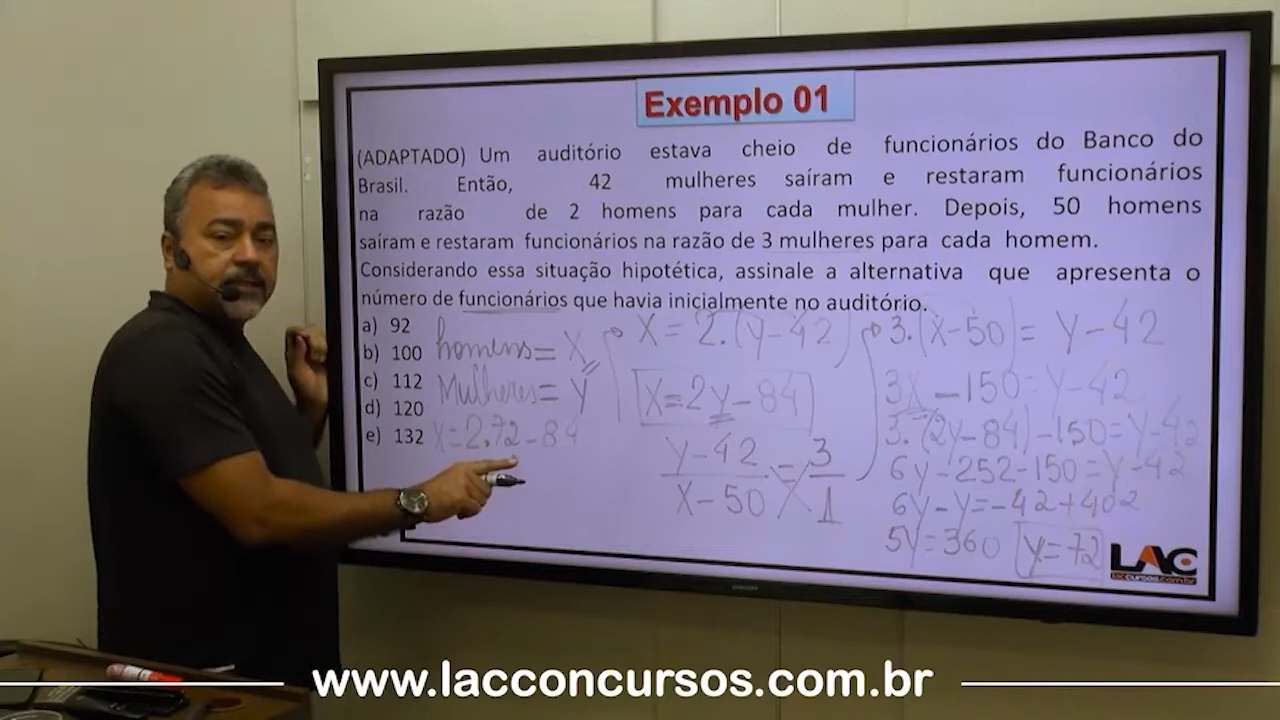 Exemplo 01
(ADAPTADO) Um auditório estava cheio de funcionários do Banco do
Brasil. Então, 42 mulheres saíram e restaram funcionários
na razão de 2 homens para cada mulher. Depois, 50 homens
saíram e restaram funcionários na razão de 3 mulheres para cada homem.
Considerando essa situação hipotética, assinale a alternativa que apresenta o
número de funcionários que havia inicialmente no auditório.
a) 92
b) 100
c) 112
d) 120
e) 132
homens = X
Mulheres = Y
X = 2.72 - 84
X = 2.(Y-42)
X = 2Y - 84
Y-42 = 3
X-50 1
3.(X-50) = Y-42
3X - 150 = Y-42
3.(2Y-84) - 150 = Y-42
6Y - 252 - 150 = Y-42
6Y - Y = -42 + 402
5Y = 360 Y = 72
LAC
laccursos.com.br
SAMSUNG
www.lacconcursos.com.br